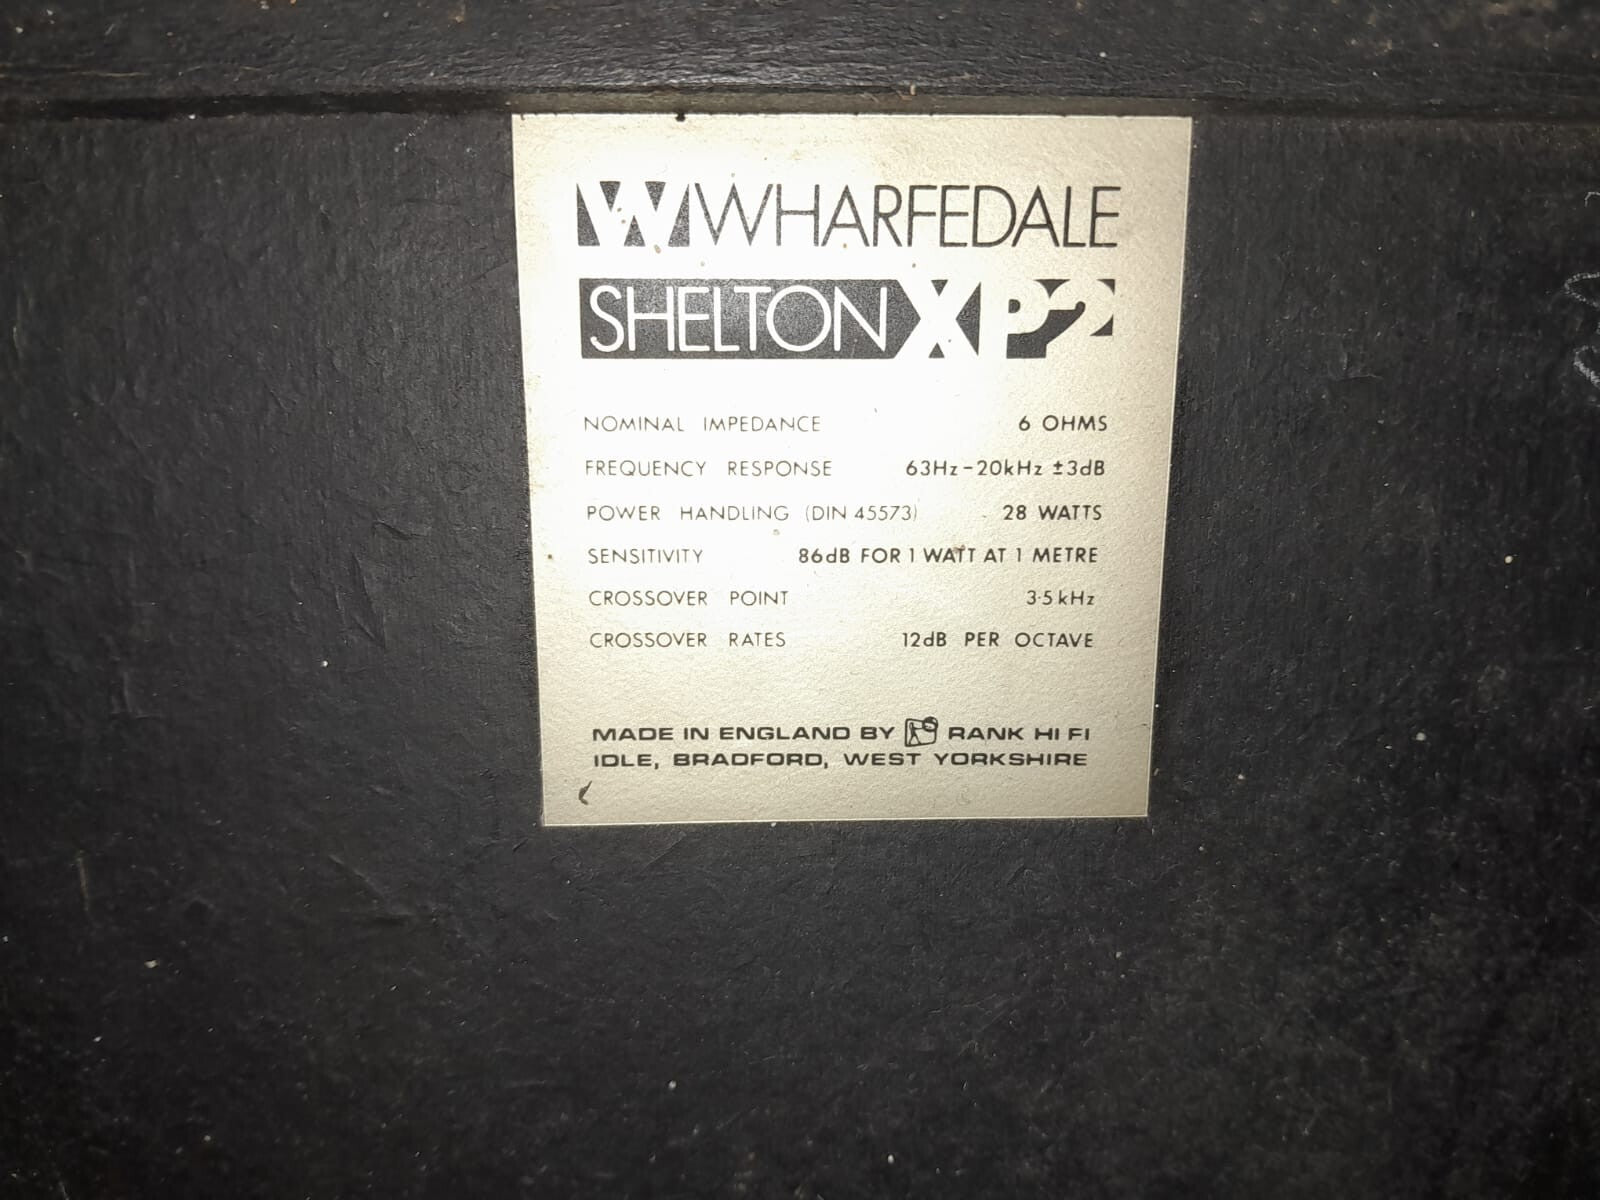 W WHARFEDALE
SHELTON XP2
NOMINAL IMPEDANCE 6 OHMS
FREQUENCY RESPONSE 63Hz-20kHz ±3dB
POWER HANDLING (DIN 45573) 28 WATTS
SENSITIVITY 86dB FOR 1 WATT AT 1 METRE
CROSSOVER POINT 3·5kHz
CROSSOVER RATES 12dB PER OCTAVE
MADE IN ENGLAND BY RANK HI FI
IDLE, BRADFORD, WEST YORKSHIRE